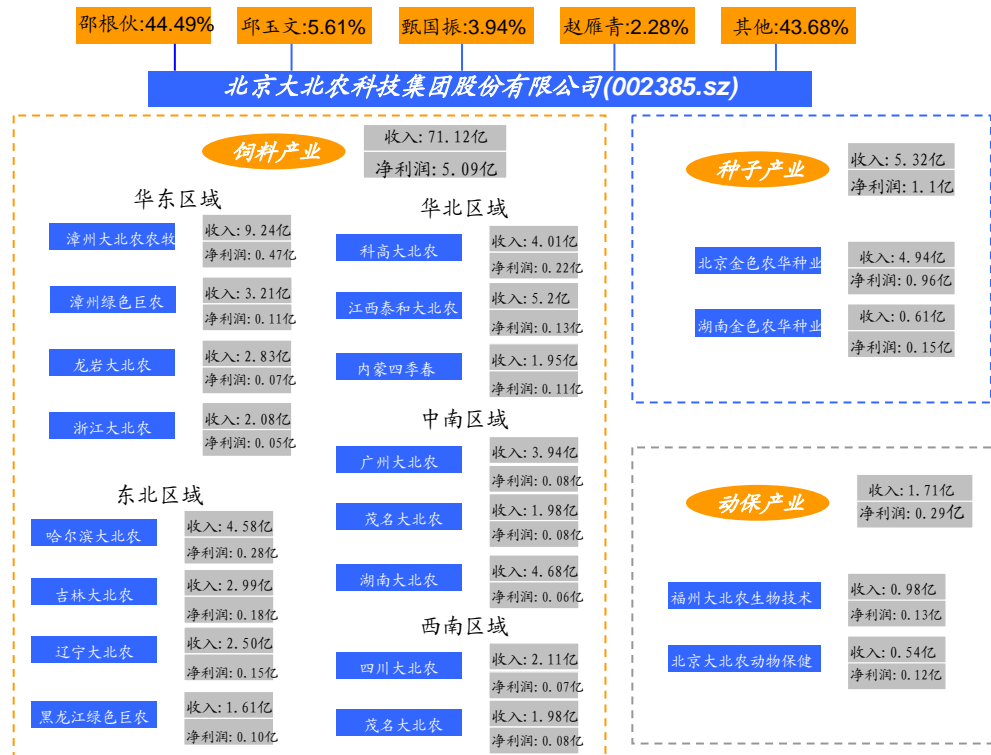 邵根伙:44.49%
邱玉文:5.61%
甄国振:3.94%
赵雁青:2.28%
其他:43.68%
北京大北农科技集团股份有限公司(002385.sz)
饲料产业
收入:71.12亿
净利润:5.09亿
华东区域
漳州大北农农牧
收入:9.24亿
净利润:0.47亿
漳州绿色巨农
收入:3.21亿
净利润:0.11亿
龙岩大北农
收入:2.83亿
净利润:0.07亿
浙江大北农
收入:2.08亿
净利润:0.05亿
东北区域
哈尔滨大北农
收入:4.58亿
净利润:0.28亿
吉林大北农
收入:2.99亿
净利润:0.18亿
辽宁大北农
收入:2.50亿
净利润:0.15亿
黑龙江绿色巨农
收入:1.61亿
净利润:0.10亿
华北区域
科高大北农
收入:4.01亿
净利润:0.22亿
江西泰和大北农
收入:5.2亿
净利润:0.13亿
内蒙四季春
收入:1.95亿
净利润:0.11亿
中南区域
广州大北农
收入:3.94亿
净利润:0.08亿
茂名大北农
收入:1.98亿
净利润:0.08亿
湖南大北农
收入:4.68亿
净利润:0.06亿
西南区域
四川大北农
收入:2.11亿
净利润:0.07亿
茂名大北农
收入:1.98亿
净利润:0.08亿
种子产业
收入:5.32亿
净利润:1.1亿
北京金色农华种业
收入:4.94亿
净利润:0.96亿
湖南金色农华种业
收入:0.61亿
净利润:0.15亿
动保产业
收入:1.71亿
净利润:0.29亿
福州大北农生物技术
收入:0.98亿
净利润:0.13亿
北京大北农动物保健
收入:0.54亿
净利润:0.12亿